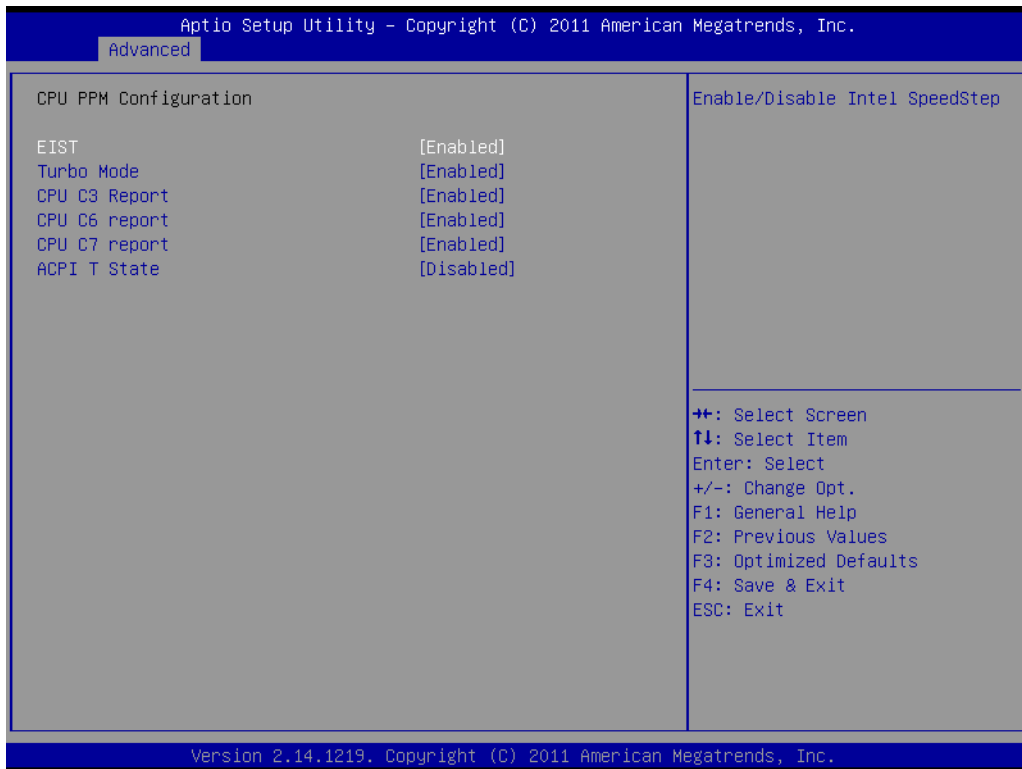 Aptio Setup Utility – Copyright (C) 2011 American Megatrends, Inc.
Advanced
CPU PPM Configuration
EIST [Enabled]
Turbo Mode [Enabled]
CPU C3 Report [Enabled]
CPU C6 report [Enabled]
CPU C7 report [Enabled]
ACPI T State [Disabled]
Enable/Disable Intel SpeedStep
→←: Select Screen
↑↓: Select Item
Enter: Select
+/-: Change Opt.
F1: General Help
F2: Previous Values
F3: Optimized Defaults
F4: Save & Exit
ESC: Exit
Version 2.14.1219. Copyright (C) 2011 American Megatrends, Inc.